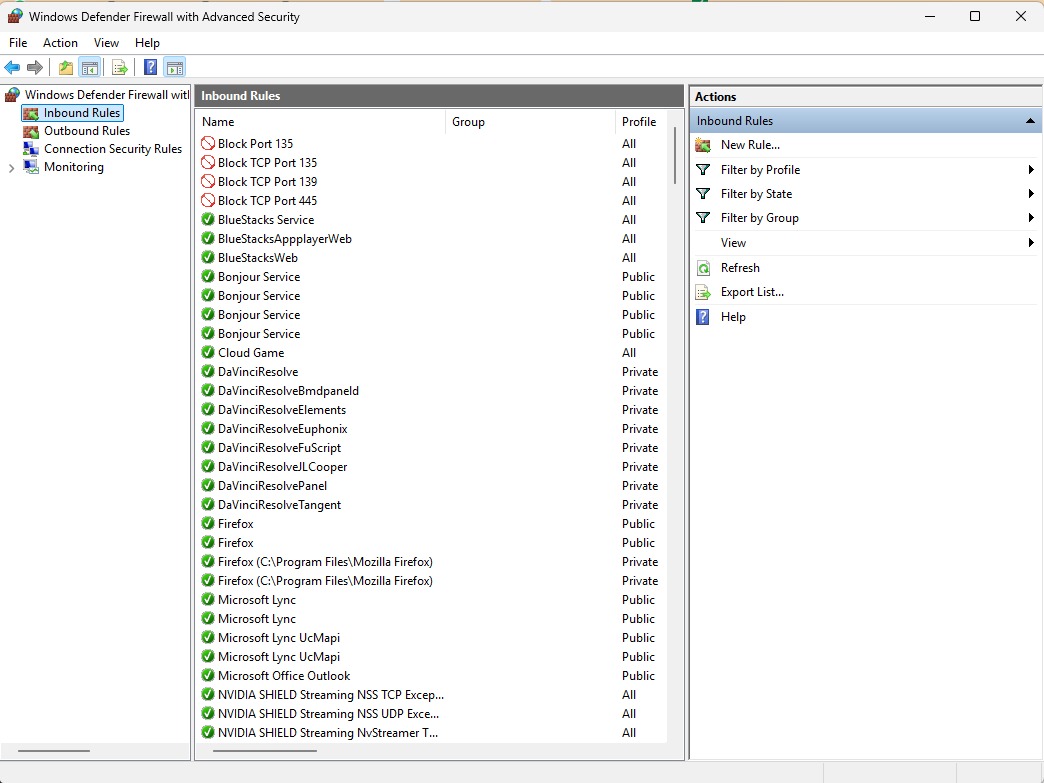 Windows Defender Firewall with Advanced Security
File Action View Help
Windows Defender Firewall witl
Inbound Rules
Outbound Rules
Connection Security Rules
Monitoring
Inbound Rules
Name Group Profile
Block Port 135 All
Block TCP Port 135 All
Block TCP Port 139 All
Block TCP Port 445 All
BlueStacks Service All
BlueStacksAppplayerWeb All
BlueStacksWeb All
Bonjour Service Public
Bonjour Service Public
Bonjour Service Public
Bonjour Service Public
Cloud Game All
DaVinciResolve Private
DaVinciResolveBmdpaneld Private
DaVinciResolveElements Private
DaVinciResolveEuphonix Private
DaVinciResolveFuScript Private
DaVinciResolveJLCooper Private
DaVinciResolvePanel Private
DaVinciResolveTangent Private
Firefox Public
Firefox Public
Firefox (C:\Program Files\Mozilla Firefox) Private
Firefox (C:\Program Files\Mozilla Firefox) Private
Microsoft Lync Public
Microsoft Lync Public
Microsoft Lync UcMapi Public
Microsoft Lync UcMapi Public
Microsoft Office Outlook Public
NVIDIA SHIELD Streaming NSS TCP Excep... All
NVIDIA SHIELD Streaming NSS UDP Exce... All
NVIDIA SHIELD Streaming NvStreamer T... All
Actions
Inbound Rules
New Rule...
Filter by Profile
Filter by State
Filter by Group
View
Refresh
Export List...
? Help